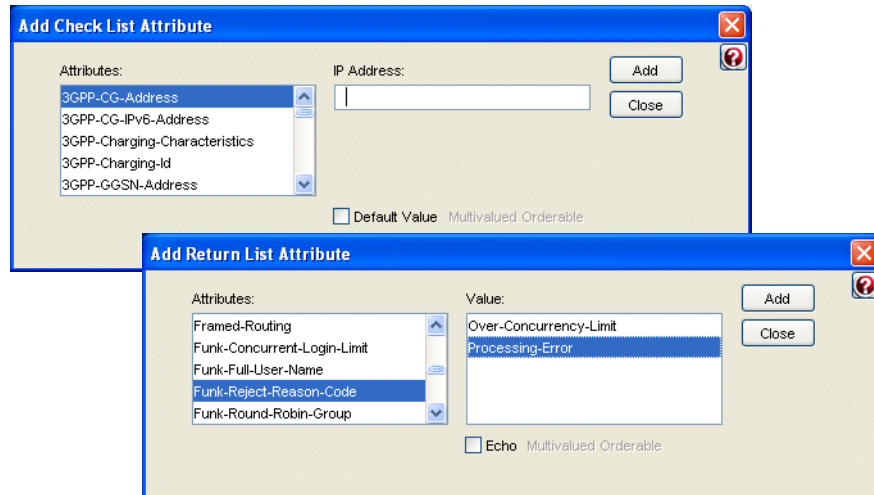 Add Check List Attribute
Attributes:
IP Address:
Add
Close
3GPP-CG-Address
3GPP-CG-IPv6-Address
3GPP-Charging-Characteristics
3GPP-Charging-Id
3GPP-GGSN-Address
Default Value Multivalued Orderable
Add Return List Attribute
Attributes:
Value:
Add
Close
Framed-Routing
Funk-Concurrent-Login-Limit
Funk-Full-User-Name
Funk-Reject-Reason-Code
Funk-Round-Robin-Group
Over-Concurrency-Limit
Processing-Error
Echo Multivalued Orderable